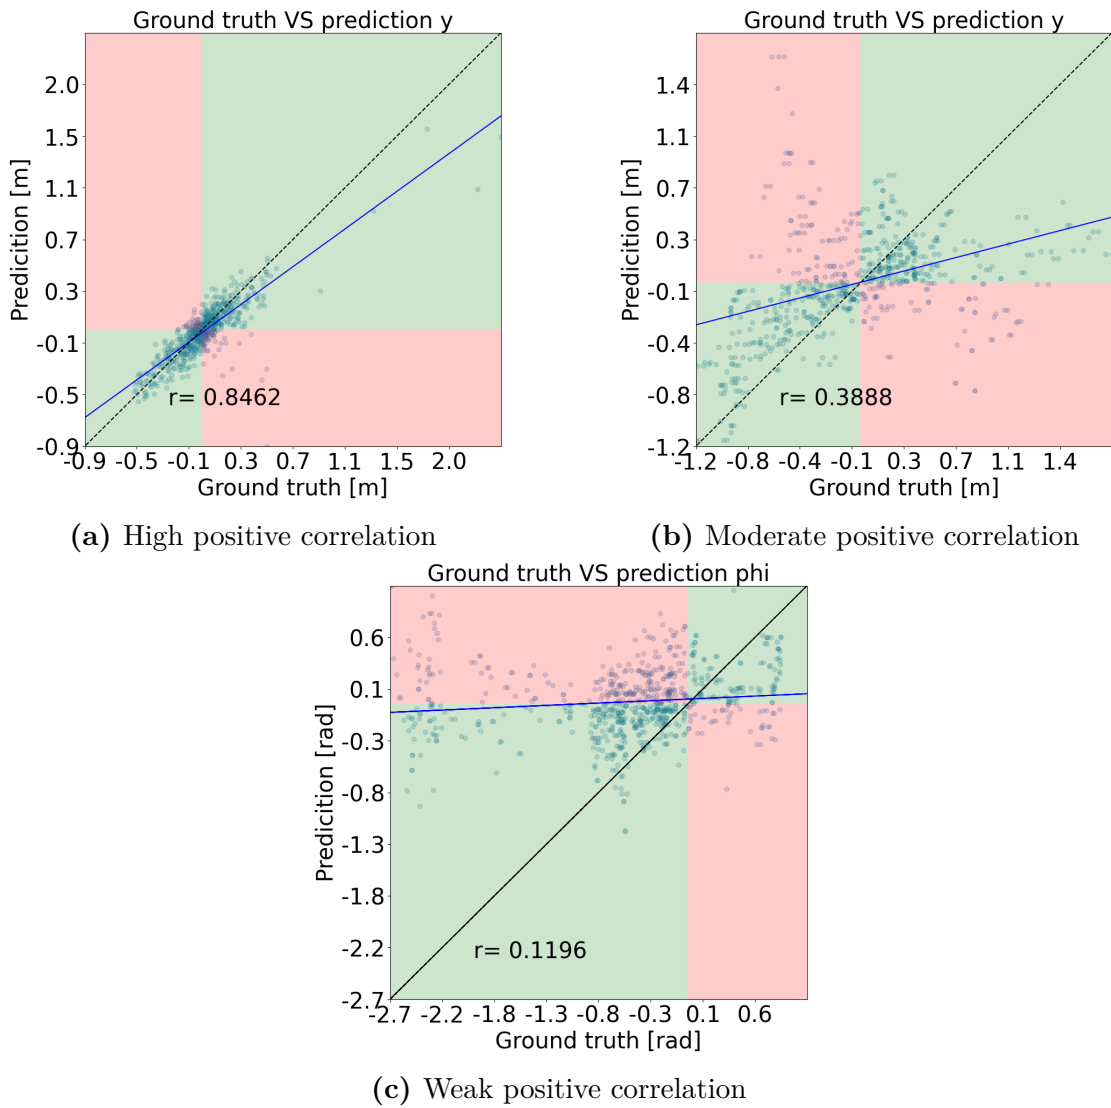 Ground truth VS prediction y
Predicition [m]
2.0
1.5
1.1
0.7
0.3
-0.1
-0.5
-0.9
r= 0.8462
-0.9 -0.5 -0.1 0.3 0.7 1.1 1.5 2.0
Ground truth [m]
(a) High positive correlation
Ground truth VS prediction y
Predicition [m]
1.4
1.1
0.7
0.3
-0.1
-0.4
-0.8
-1.2
r= 0.3888
-1.2 -0.8 -0.4 -0.1 0.3 0.7 1.1 1.4
Ground truth [m]
(b) Moderate positive correlation
Ground truth VS prediction phi
Predicition [rad]
0.6
0.1
-0.3
-0.8
-1.3
-1.8
-2.2
-2.7
r= 0.1196
-2.7 -2.2 -1.8 -1.3 -0.8 -0.3 0.1 0.6
Ground truth [rad]
(c) Weak positive correlation